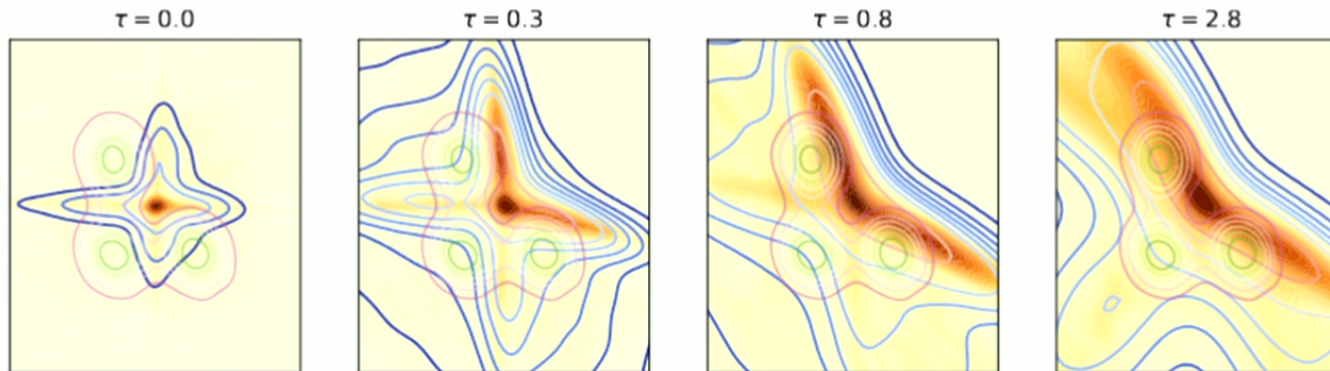 τ = 0.0
τ = 0.3
τ = 0.8
τ = 2.8